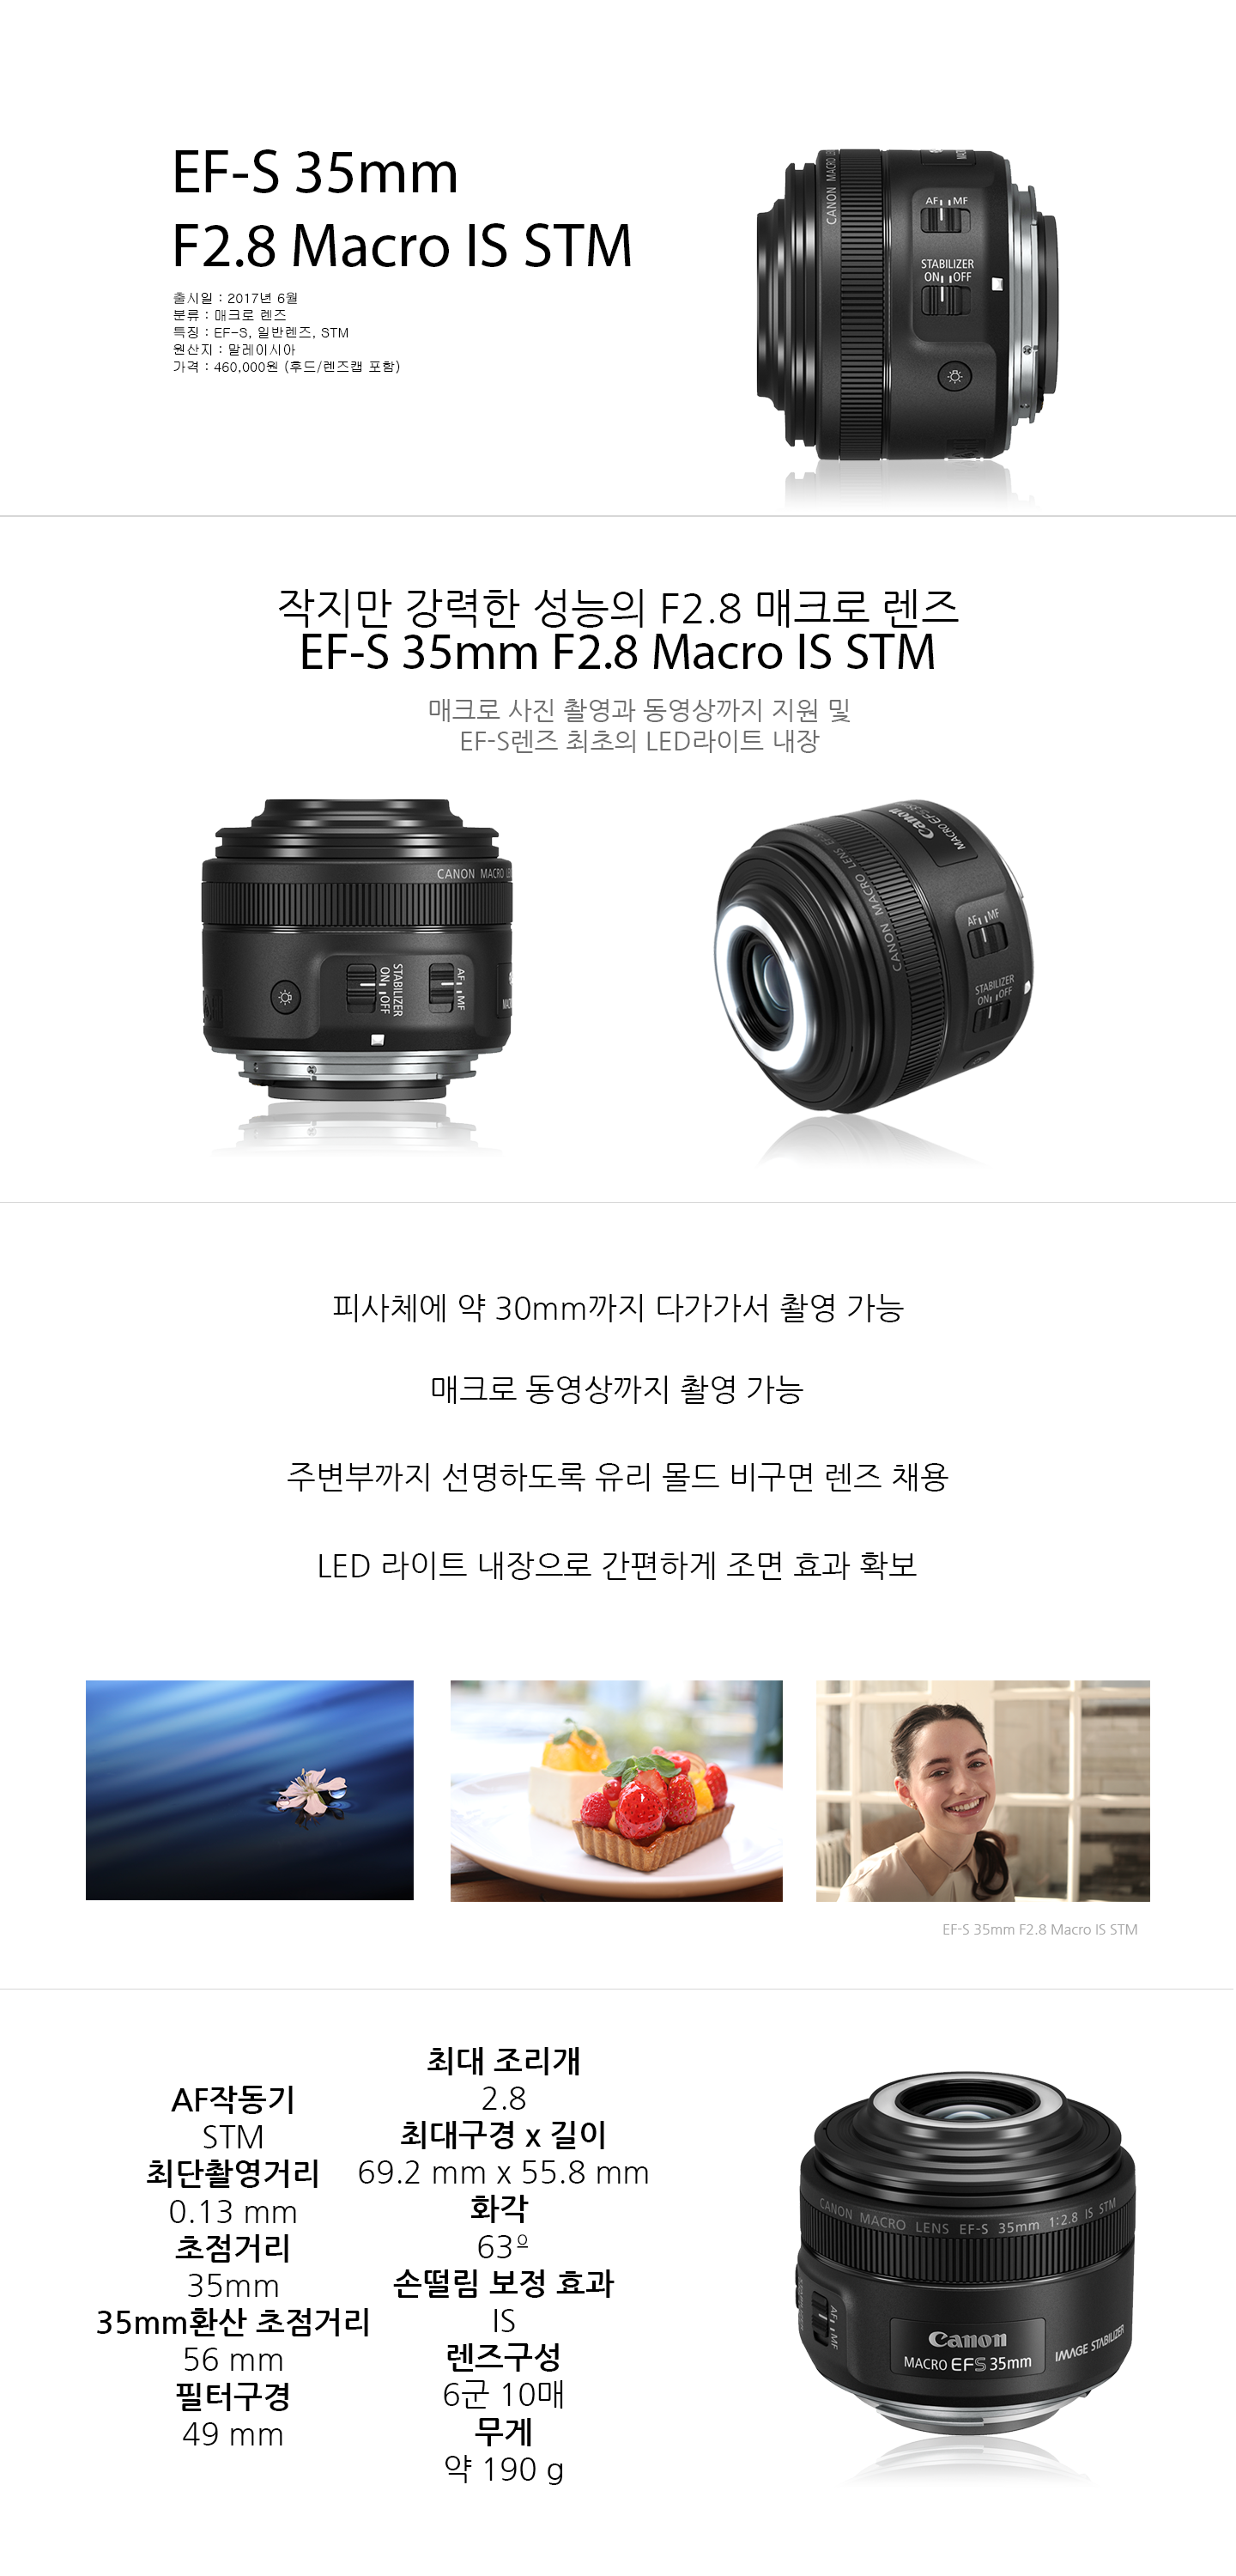 EF-S 35mm
F2.8 Macro IS STM
출시일 : 2017년 6월
분류 : 매크로 렌즈
특징 : EF-S, 일반렌즈, STM
원산지 : 말레이시아
가격 : 460,000원 (후드/렌즈캡 포함)
CANON MACRO
AF MF
STABILIZER
ON OFF
작지만 강력한 성능의 F2.8 매크로 렌즈
EF-S 35mm F2.8 Macro IS STM
매크로 사진 촬영과 동영상까지 지원 및
EF-S렌즈 최초의 LED라이트 내장
CANON MACRO
STABILIZER
ON OFF
AF MF
CANON MACRO LENS
Canon
MACRO EFS 35
AF MF
STABILIZER
ON OFF
피사체에 약 30mm까지 다가가서 촬영 가능
매크로 동영상까지 촬영 가능
주변부까지 선명하도록 유리 몰드 비구면 렌즈 채용
LED 라이트 내장으로 간편하게 조면 효과 확보
EF-S 35mm F2.8 Macro IS STM
AF작동기
STM
최단촬영거리
0.13 mm
초점거리
35mm
35mm환산 초점거리
56 mm
필터구경
49 mm
최대 조리개
2.8
최대구경 x 길이
69.2 mm x 55.8 mm
화각
63º
손떨림 보정 효과
IS
렌즈구성
6군 10매
무게
약 190 g
CANON MACRO LENS EF-S 35mm 1:2.8 IS STM
AF MF
Canon
MACRO EFS 35mm
IMAGE STABILIZER